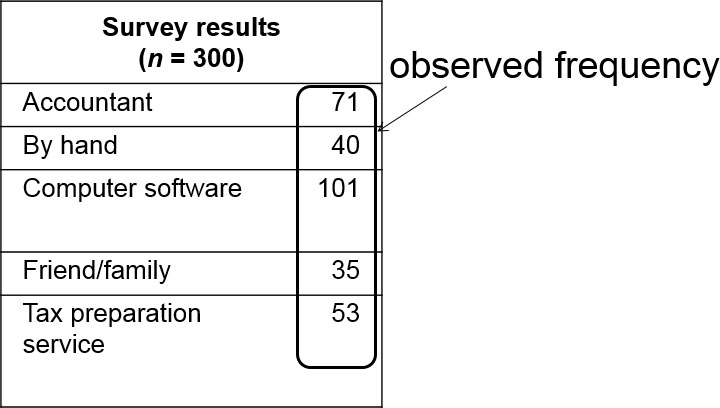 Survey results
(n = 300)
observed frequency
Accountant 71
By hand 40
Computer software 101
Friend/family 35
Tax preparation 53
service